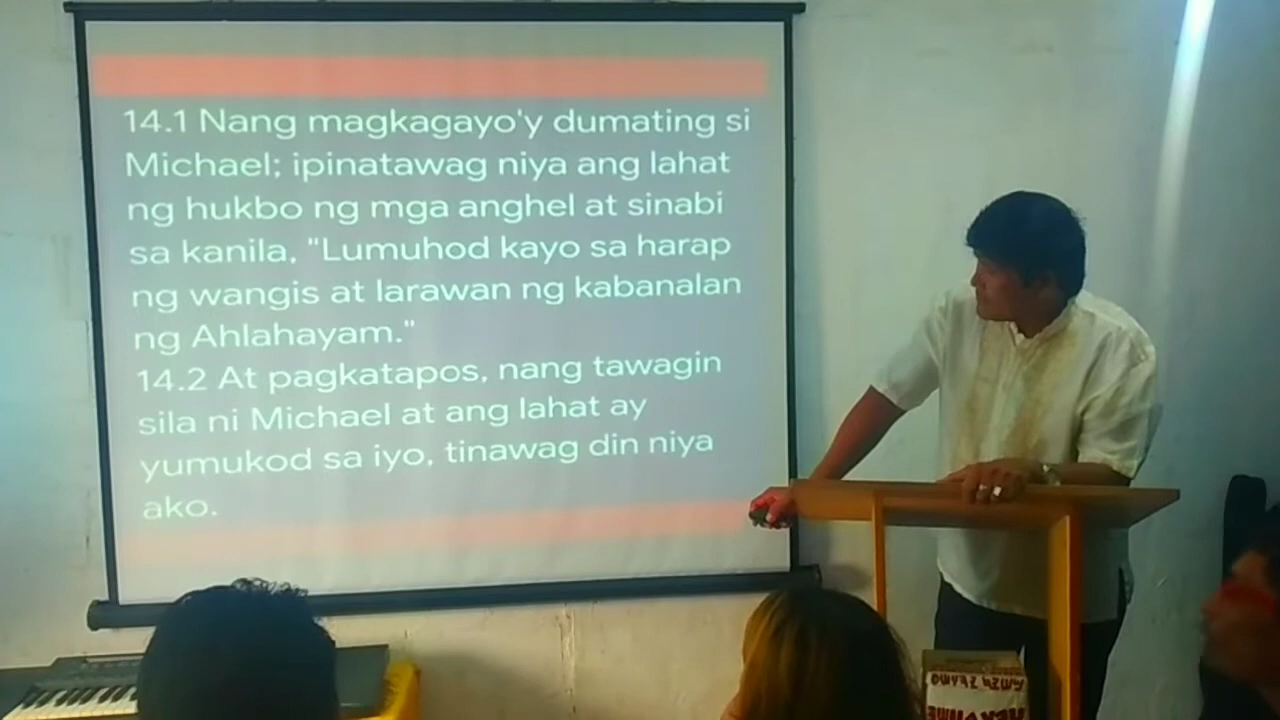 14.1 Nang magkagayo'y dumating si
Michael; ipinatawag niya ang lahat
ng hukbo ng mga anghel at sinabi
sa kanila, "Lumuhod kayo sa harap
ng wangis at larawan ng kabanalan
ng Ahlahayam."
14.2 At pagkatapos, nang tawagin
sila ni Michael at ang lahat ay
yumukod sa iyo, tinawag din niya
ako.